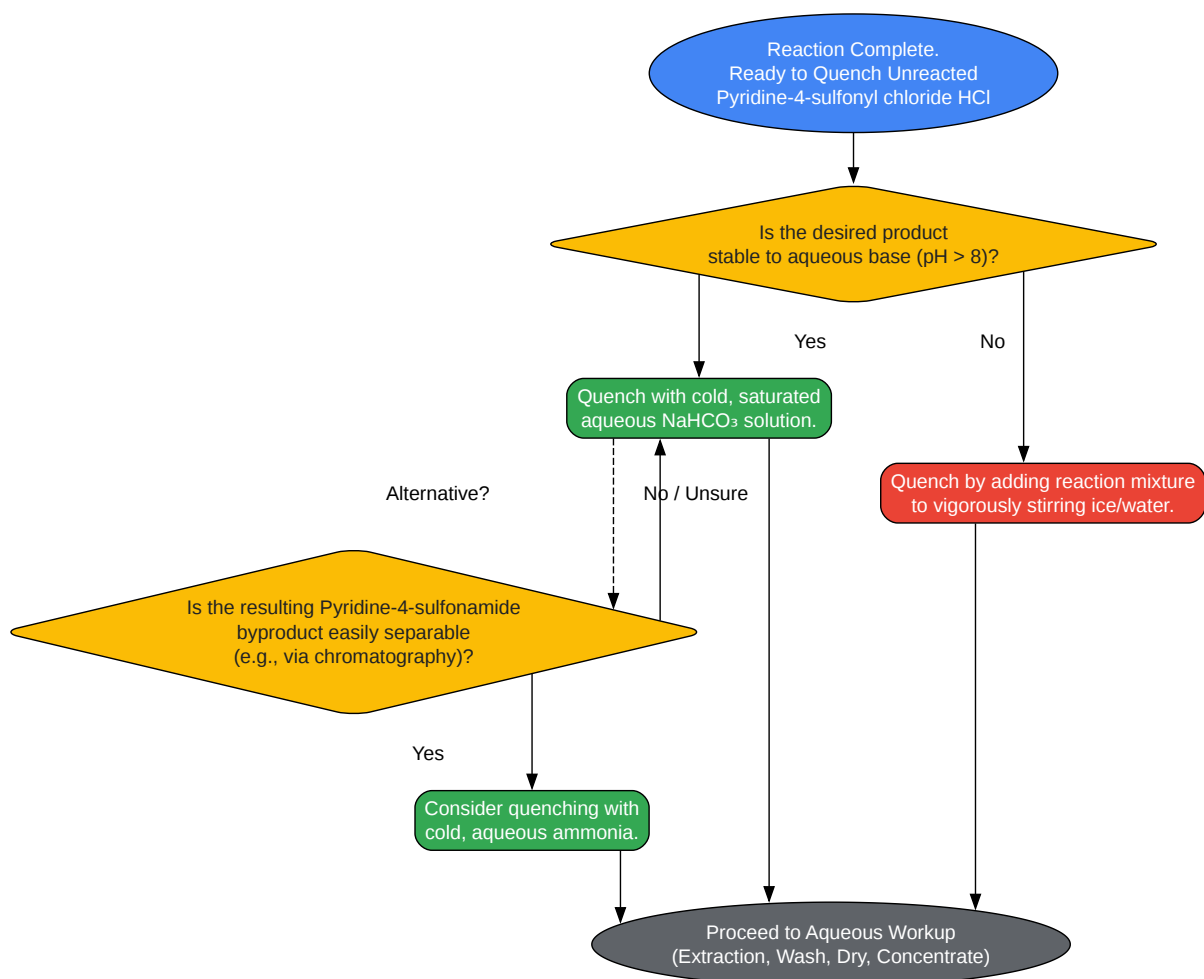 Reaction Complete.
Ready to Quench Unreacted
Pyridine-4-sulfonyl chloride HCl
Is the desired product
stable to aqueous base (pH > 8)?
Yes
No
Quench with cold, saturated
aqueous NaHCO₃ solution.
Quench by adding reaction mixture
to vigorously stirring ice/water.
Alternative?
No / Unsure
Is the resulting Pyridine-4-sulfonamide
byproduct easily separable
(e.g., via chromatography)?
Yes
Consider quenching with
cold, aqueous ammonia.
Proceed to Aqueous Workup
(Extraction, Wash, Dry, Concentrate)